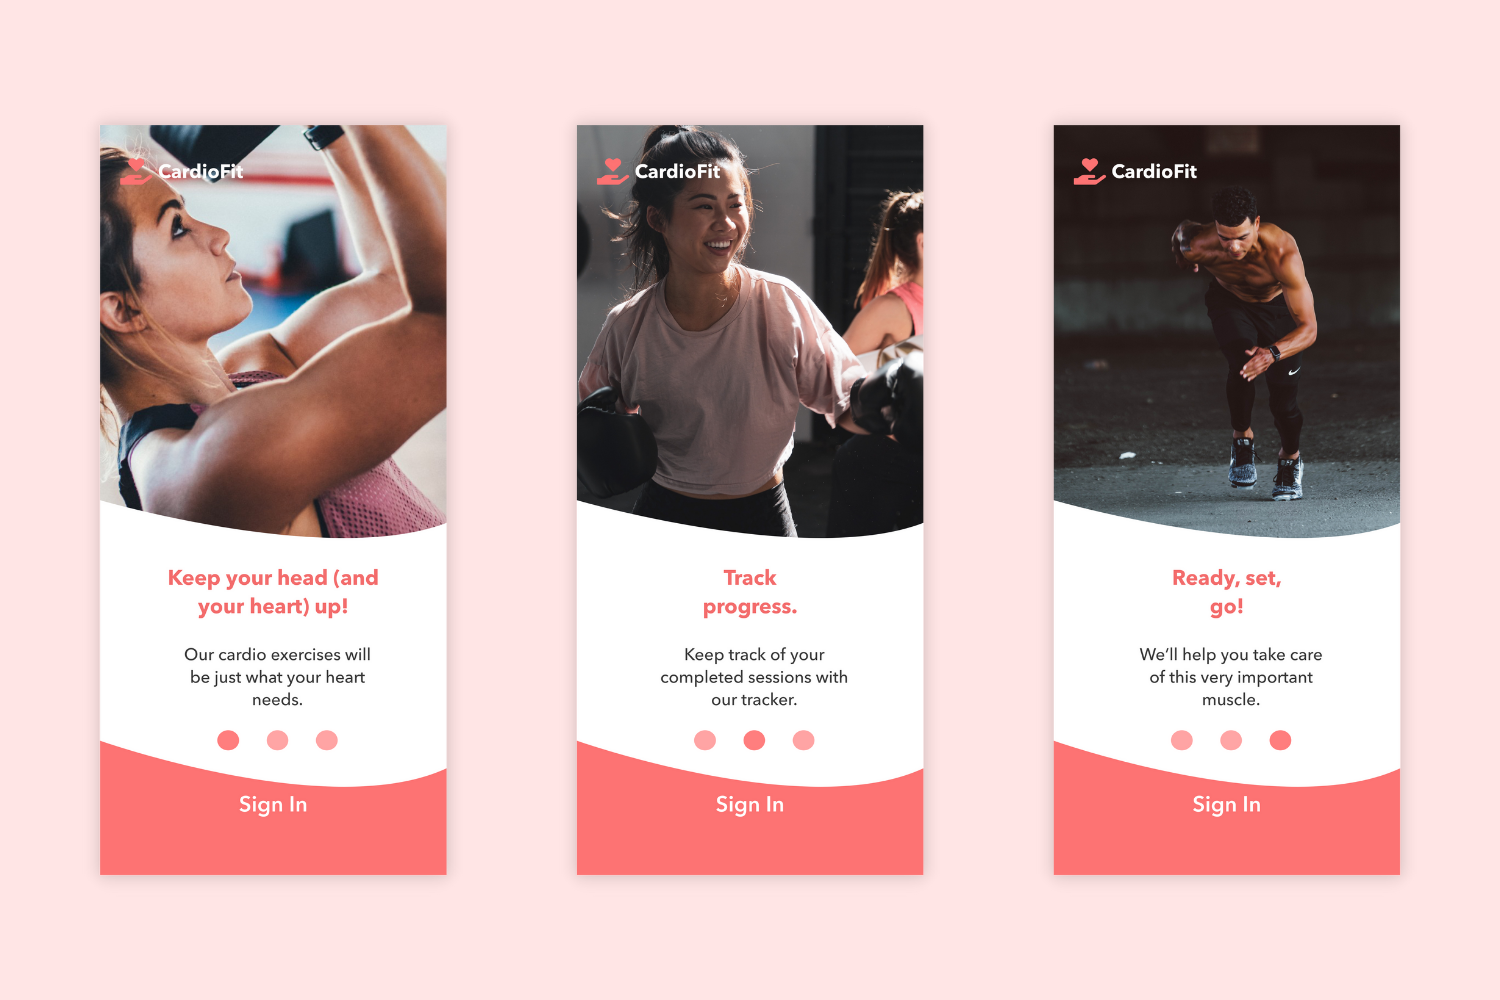 CardioFit
Keep your head (and
your heart) up!
Our cardio exercises will
be just what your heart
needs.
Sign In
CardioFit
Track
progress.
Keep track of your
completed sessions with
our tracker.
Sign In
CardioFit
Ready, set,
go!
We’ll help you take care
of this very important
muscle.
Sign In